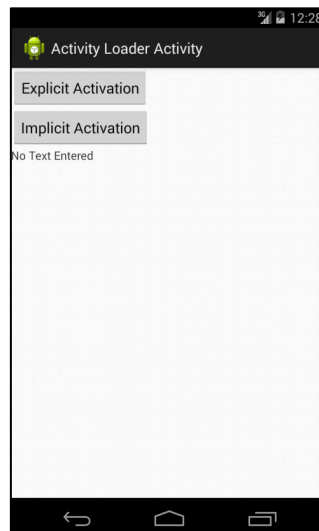 3G 12:28
Activity Loader Activity
Explicit Activation
Implicit Activation
No Text Entered